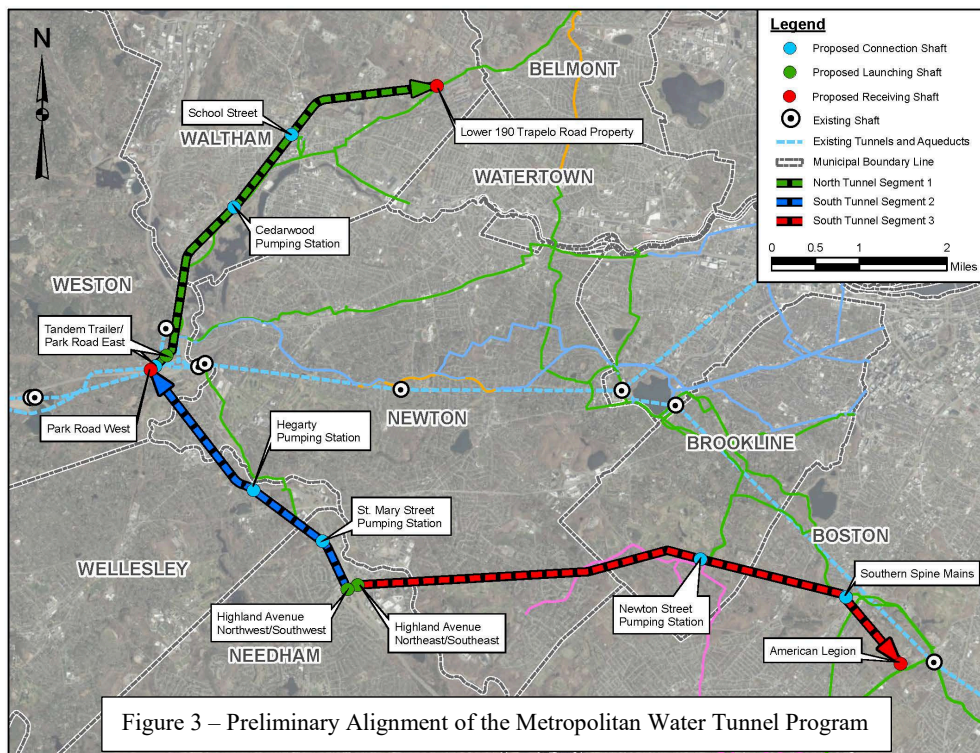 N
BELMONT
School Street
WALTHAM
Lower 190 Trapelo Road Property
WATERTOWN
Cedarwood
Pumping Station
WESTON
Tandem Trailer/
Park Road East
Park Road West
NEWTON
Hegarty
Pumping Station
BROOKLINE
St. Mary Street
Pumping Station
BOSTON
WELLESLEY
Southern Spine Mains
Highland Avenue
Northwest/Southwest
Highland Avenue
Northeast/Southeast
Newton Street
Pumping Station
NEEDHAM
American Legion
Legend
Proposed Connection Shaft
Proposed Launching Shaft
Proposed Receiving Shaft
Existing Shaft
Existing Tunnels and Aqueducts
Municipal Boundary Line
North Tunnel Segment 1
South Tunnel Segment 2
South Tunnel Segment 3
0 0.5 1 2
Miles
Figure 3 – Preliminary Alignment of the Metropolitan Water Tunnel Program